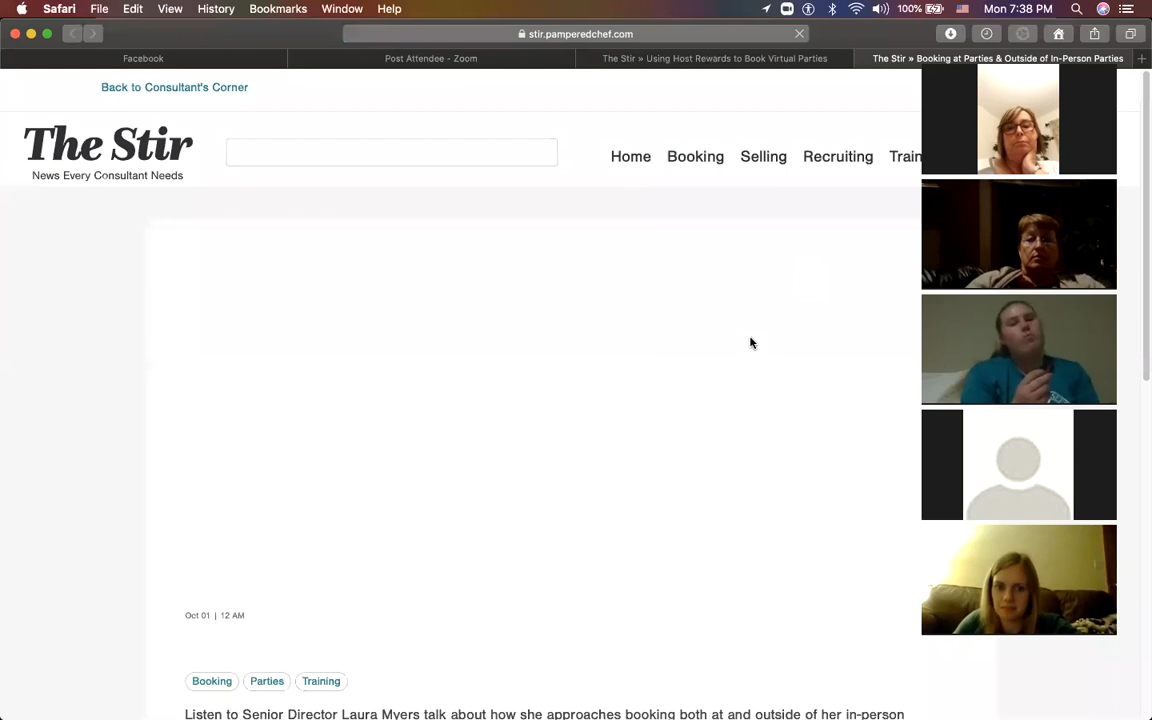 Safari File Edit View History Bookmarks Window Help 100% Mon 7:38 PM
stir.pamperedchef.com
Facebook Post Attendee - Zoom The Stir » Using Host Rewards to Book Virtual Parties The Stir » Booking at Parties & Outside of In-Person Parties
Back to Consultant's Corner
The Stir
News Every Consultant Needs
Home Booking Selling Recruiting Train
Oct 01 | 12 AM
Booking Parties Training
Listen to Senior Director Laura Myers talk about how she approaches booking both at and outside of her in-person